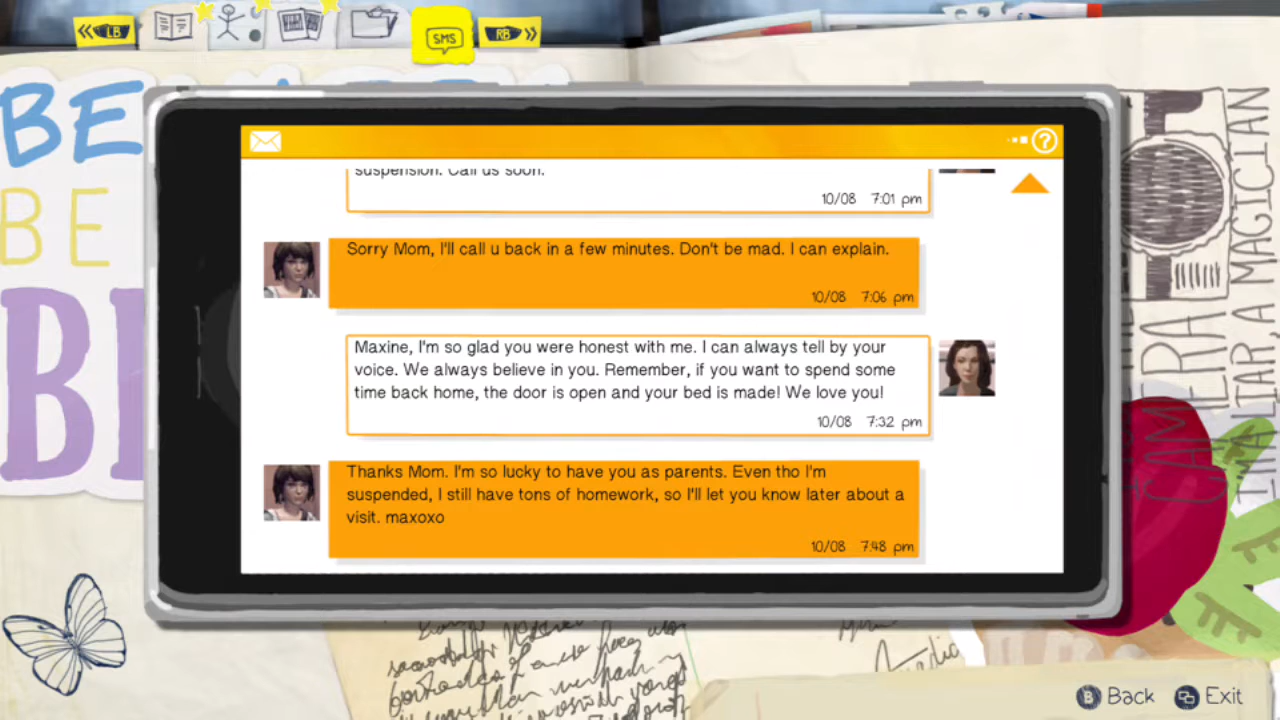 LB
SMS
RB
BE
BE
suspension. Call us soon.
10/08 7:01 pm
Sorry Mom, I'll call u back in a few minutes. Don't be mad. I can explain.
10/08 7:06 pm
Maxine, I'm so glad you were honest with me. I can always tell by your
voice. We always believe in you. Remember, if you want to spend some
time back home, the door is open and your bed is made! We love you!
10/08 7:32 pm
Thanks Mom. I'm so lucky to have you as parents. Even tho I'm
suspended, I still have tons of homework, so I'll let you know later about a
visit. maxoxo
10/08 7:48 pm
CAMERA
MAGICIAN
B Back Exit